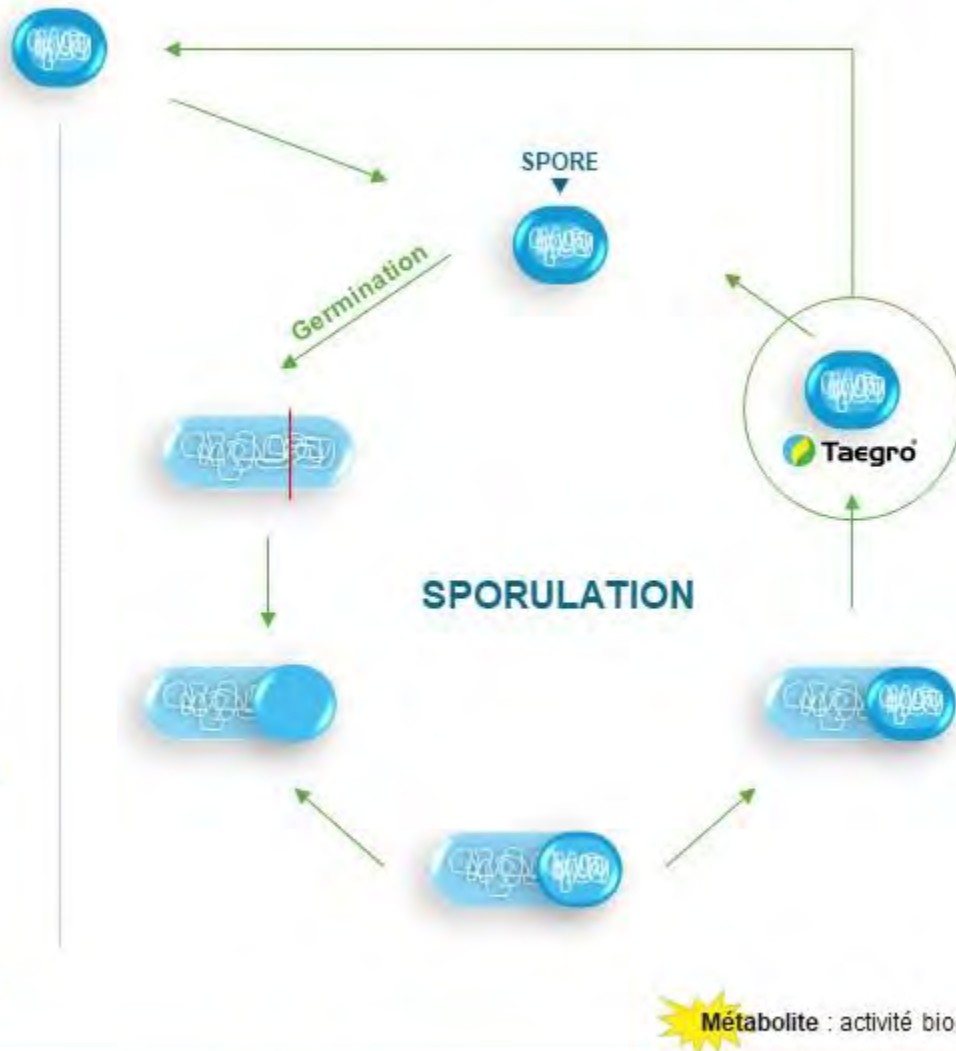 SPORE
Germination
Taegro
SPORULATION
Métabolite : activité bio